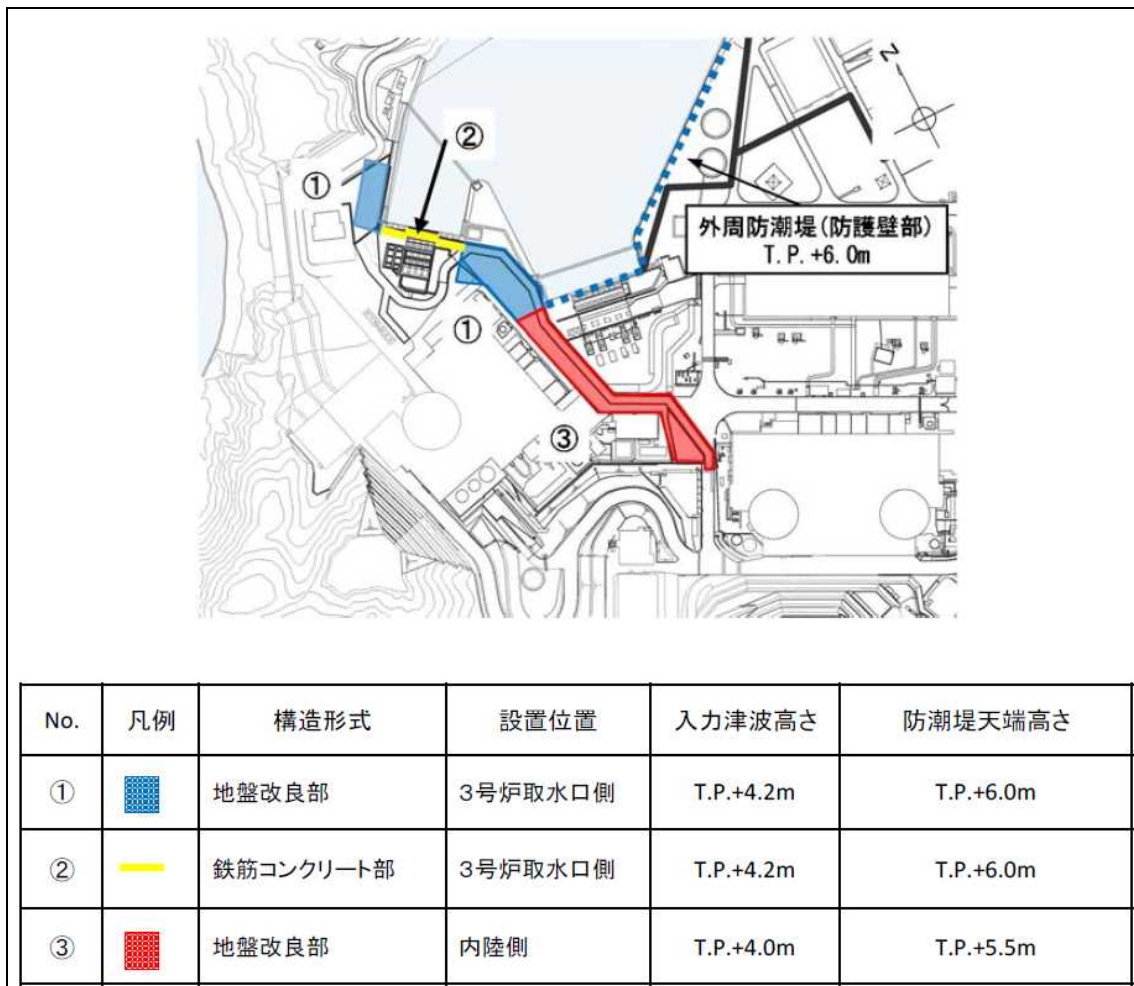 ②
①
Z
外周防潮堤(防護壁部)
T.P.+6.0m
①
③
No. 凡例 構造形式 設置位置 入力津波高さ 防潮堤天端高さ
① 地盤改良部 3号炉取水口側 T.P.+4.2m T.P.+6.0m
② 鉄筋コンクリート部 3号炉取水口側 T.P.+4.2m T.P.+6.0m
③ 地盤改良部 内陸側 T.P.+4.0m T.P.+5.5m